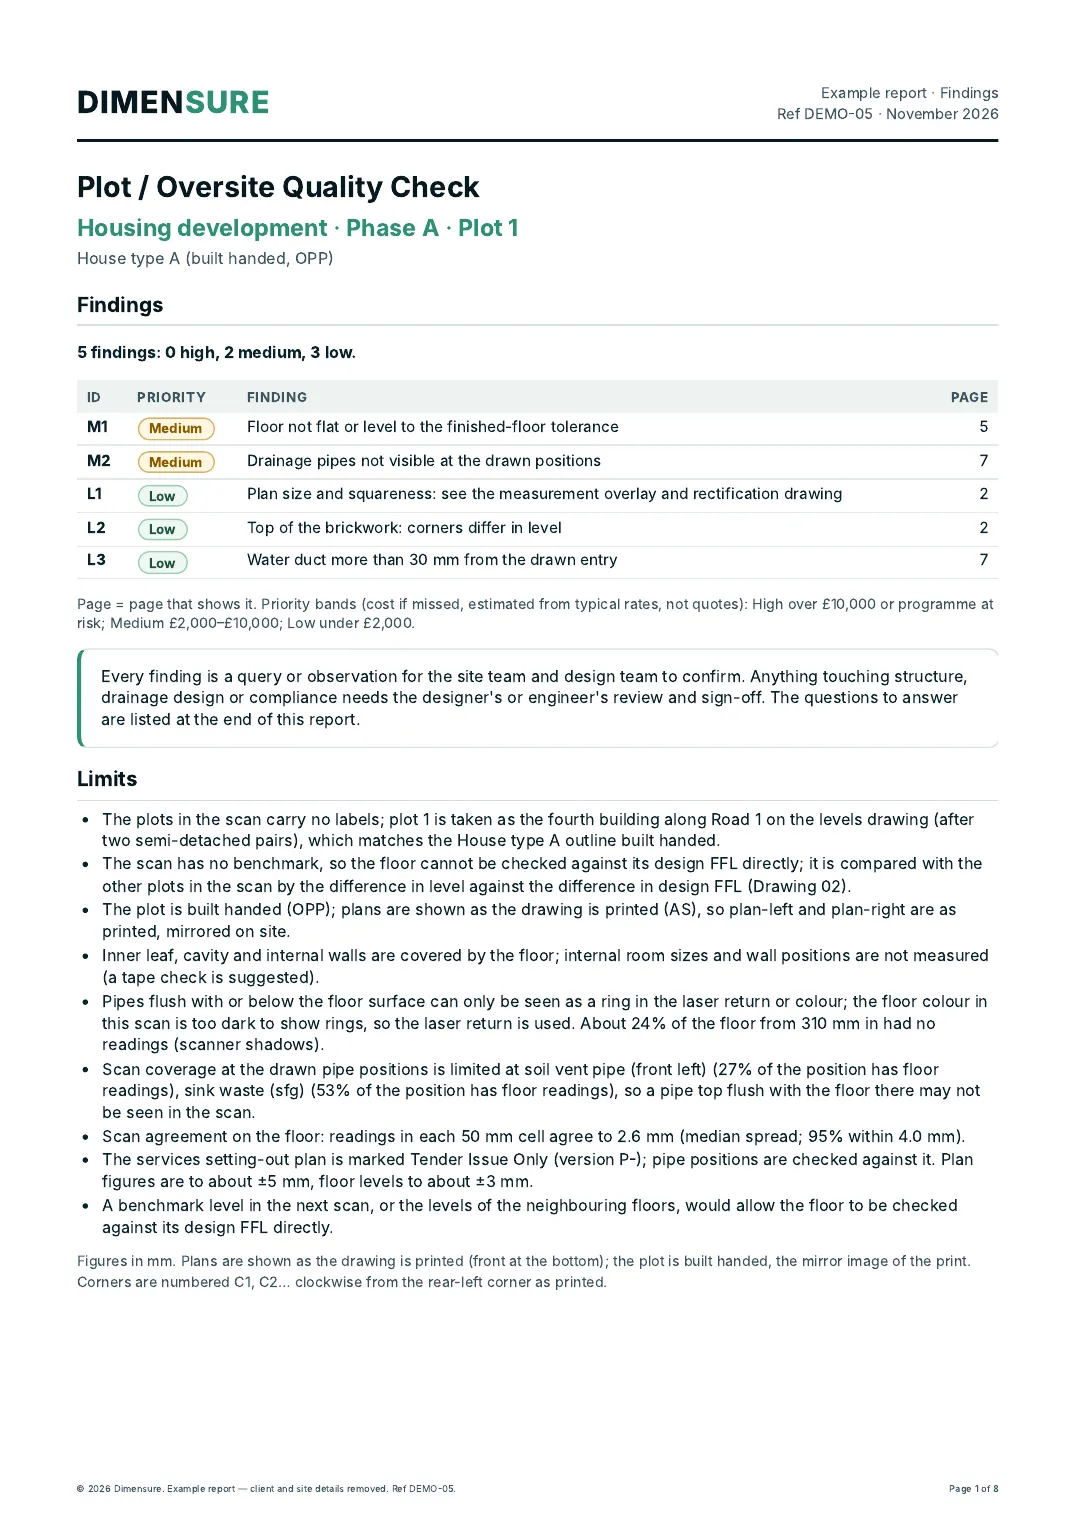 DIMENSURE
Example report · Findings
Ref DEMO-05 · November 2026
Plot / Oversite Quality Check
Housing development · Phase A · Plot 1
House type A (built handed, OPP)
Findings
5 findings: 0 high, 2 medium, 3 low.
ID PRIORITY FINDING PAGE
M1 Medium Floor not flat or level to the finished-floor tolerance 5
M2 Medium Drainage pipes not visible at the drawn positions 7
L1 Low Plan size and squareness: see the measurement overlay and rectification drawing 2
L2 Low Top of the brickwork: corners differ in level 2
L3 Low Water duct more than 30 mm from the drawn entry 7
Page = page that shows it. Priority bands (cost if missed, estimated from typical rates, not quotes): High over £10,000 or programme at
risk; Medium £2,000–£10,000; Low under £2,000.
Every finding is a query or observation for the site team and design team to confirm. Anything touching structure,
drainage design or compliance needs the designer's or engineer's review and sign-off. The questions to answer
are listed at the end of this report.
Limits
• The plots in the scan carry no labels; plot 1 is taken as the fourth building along Road 1 on the levels drawing (after
two semi-detached pairs), which matches the House type A outline built handed.
• The scan has no benchmark, so the floor cannot be checked against its design FFL directly; it is compared with the
other plots in the scan by the difference in level against the difference in design FFL (Drawing 02).
• The plot is built handed (OPP); plans are shown as the drawing is printed (AS), so plan-left and plan-right are as
printed, mirrored on site.
• Inner leaf, cavity and internal walls are covered by the floor; internal room sizes and wall positions are not measured
(a tape check is suggested).
• Pipes flush with or below the floor surface can only be seen as a ring in the laser return or colour; the floor colour in
this scan is too dark to show rings, so the laser return is used. About 24% of the floor from 310 mm in had no
readings (scanner shadows).
• Scan coverage at the drawn pipe positions is limited at soil vent pipe (front left) (27% of the position has floor
readings), sink waste (sfg) (53% of the position has floor readings), so a pipe top flush with the floor there may not
be seen in the scan.
• Scan agreement on the floor: readings in each 50 mm cell agree to 2.6 mm (median spread; 95% within 4.0 mm).
• The services setting-out plan is marked Tender Issue Only (version P-); pipe positions are checked against it. Plan
figures are to about ±5 mm, floor levels to about ±3 mm.
• A benchmark level in the next scan, or the levels of the neighbouring floors, would allow the floor to be checked
against its design FFL directly.
Figures in mm. Plans are shown as the drawing is printed (front at the bottom); the plot is built handed, the mirror image of the print.
Corners are numbered C1, C2... clockwise from the rear-left corner as printed.
© 2026 Dimensure. Example report — client and site details removed. Ref DEMO-05.
Page 1 of 8